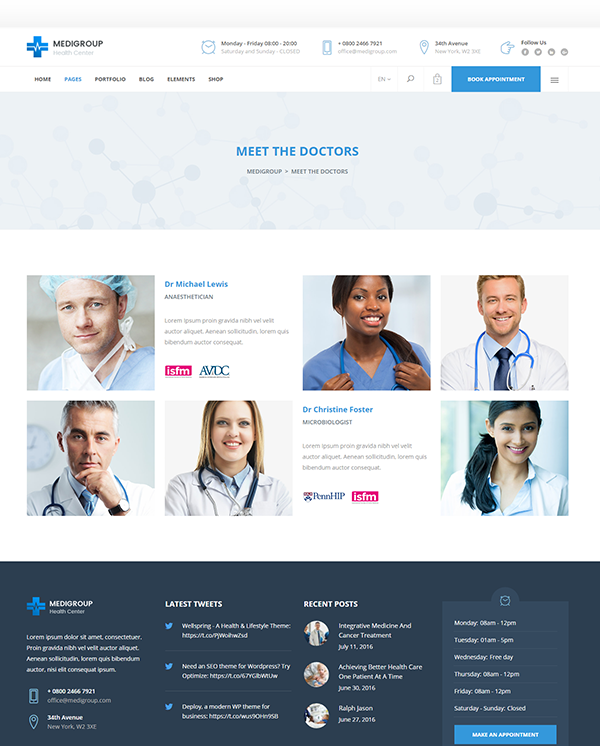 MEDIGROUP
Health Center
Monday - Friday 08:00 - 20:00
Saturday and Sunday - CLOSED
+ 0800 2466 7921
office@medigroup.com
34th Avenue
New York, WZ 3XE
Follow Us
HOME PAGES PORTFOLIO BLOG ELEMENTS SHOP EN BOOK APPOINTMENT
MEET THE DOCTORS
MEDIGROUP > MEET THE DOCTORS
Dr Michael Lewis
ANAESTHETICIAN
Lorem Ipsum proin gravida nibh vel velit
auctor aliquet. Aenean sollicitudin, lorem quis
bibendum auctor consequat.
isfm AVDC
Dr Christine Foster
MICROBIOLOGIST
Lorem Ipsum proin gravida nibh vel velit
auctor aliquet. Aenean sollicitudin, lorem quis
bibendum auctor consequat.
PennHIP isfm
MEDIGROUP
Health Center
Lorem ipsum dolor sit amet, consectetuer.
Proin gravida nibh vel velit auctor aliquet
Aenean sollicitudin, lorem quis bibendum,
nisi elit consequat ipsum.
+ 0800 2466 7921
office@medigroup.com
34th Avenue
New York, WZ 3XE
LATEST TWEETS
Wellspring - A Health & Lifestyle Theme:
https://t.co/PjWoihwZsd
Need an SEO theme for Wordpress? Try
Optimize: https://t.co/67YGlbWtUw
Deploy, a modern WP theme for
business: https://t.co/wus9OHn9SB
RECENT POSTS
Integrative Medicine And
Cancer Treatment
July 11, 2016
Achieving Better Health Care
One Patient At A Time
June 30, 2016
Ralph Jason
June 27, 2016
Monday: 08am - 12pm
Tuesday: 01am - 5pm
Wednesday: Free day
Thursday: 08am - 12pm
Friday: 08am - 12pm
Saturday - Sunday: Closed
MAKE AN APPOINTMENT